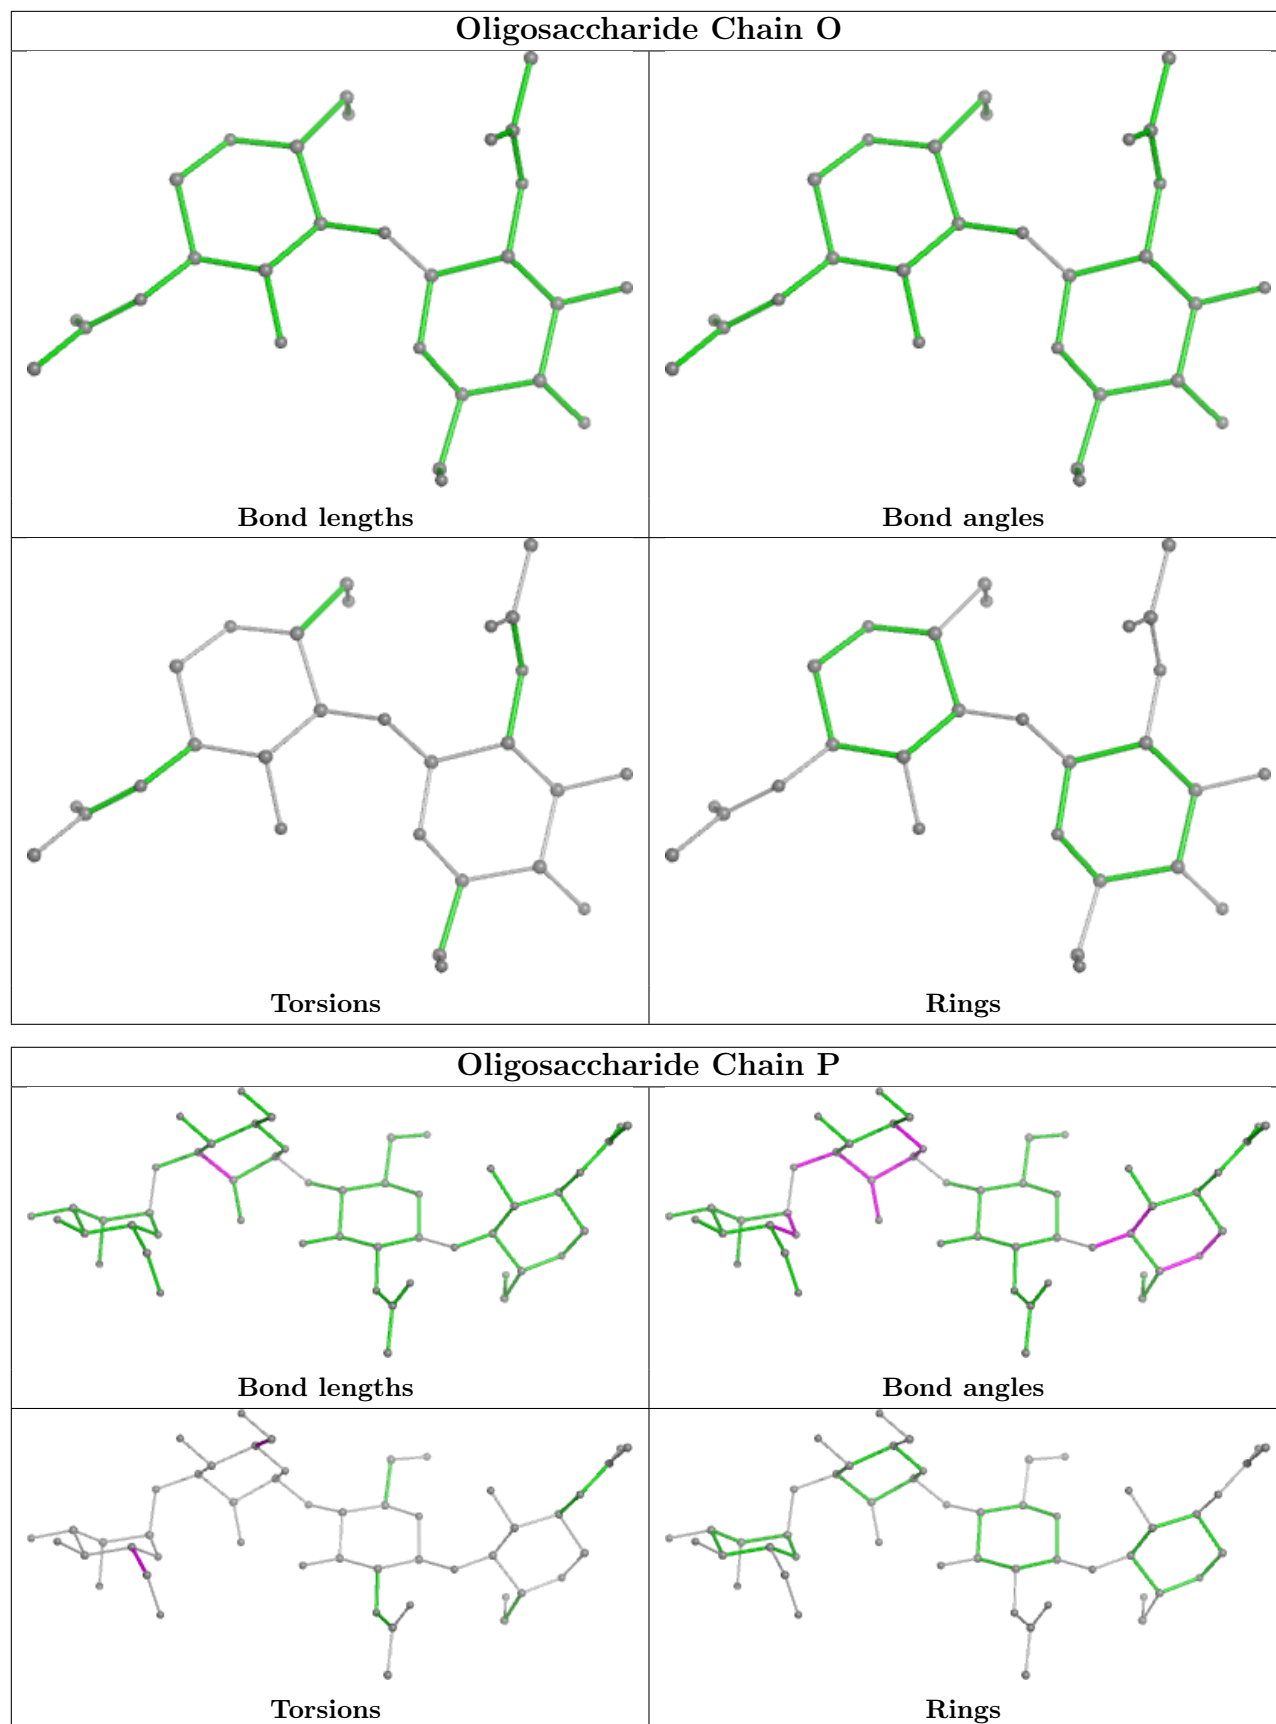 Oligosaccharide Chain O
Bond lengths
Bond angles
Torsions
Rings
Oligosaccharide Chain P
Bond lengths
Bond angles
Torsions
Rings